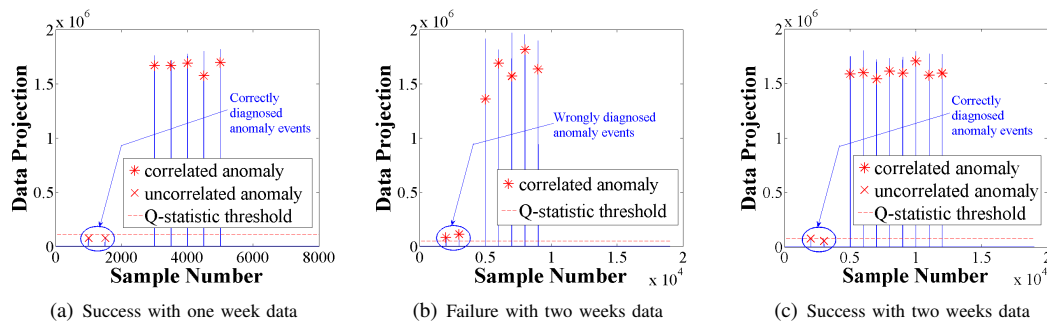 x 10^6
2
1.5
1
0.5
0
Data Projection
Correctly
diagnosed
anomaly events
correlated anomaly
uncorrelated anomaly
Q-statistic threshold
0 2000 4000 6000 8000
Sample Number
(a) Success with one week data
x 10^6
2
1.5
1
0.5
0
Data Projection
Wrongly diagnosed
anomaly events
correlated anomaly
Q-statistic threshold
0 0.5 1 1.5 2
Sample Number
x 10^4
(b) Failure with two weeks data
x 10^6
2
1.5
1
0.5
0
Data Projection
Correctly
diagnosed
anomaly events
correlated anomaly
uncorrelated anomaly
Q-statistic threshold
0 0.5 1 1.5 2
Sample Number
x 10^4
(c) Success with two weeks data